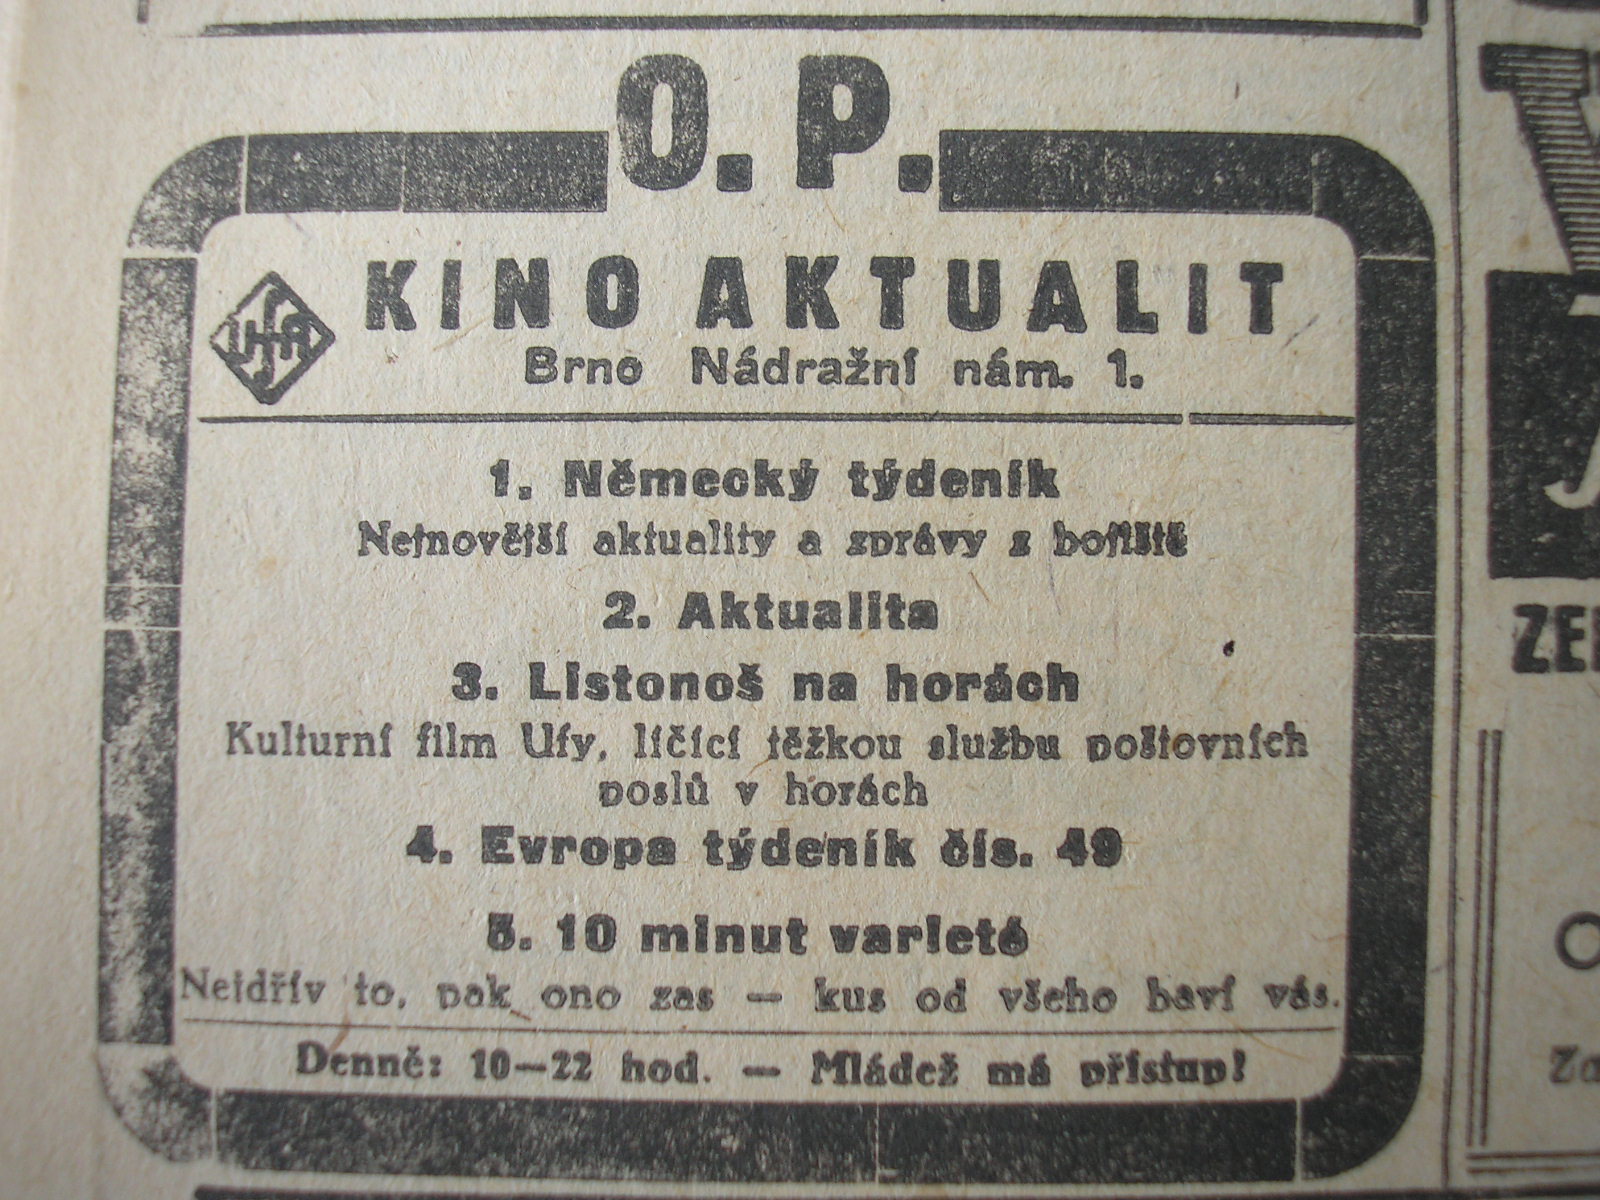 O. P.
Ufa
KINO AKTUALIT
Brno Nádražní nám. 1.
1. Německý týdeník
Nejnovější aktuality a zprávy z bojiště
2. Aktualita
3. Listonoš na horách
Kulturní film Ufy, líčící těžkou službu poštovních
poslů v horách
4. Evropa týdeník čís. 49
5. 10 minut varieté
Nejdřív to, pak ono zas — kus od všeho baví vás.
Denně: 10—22 hod. — Mládež má přístup!
ZE
Za